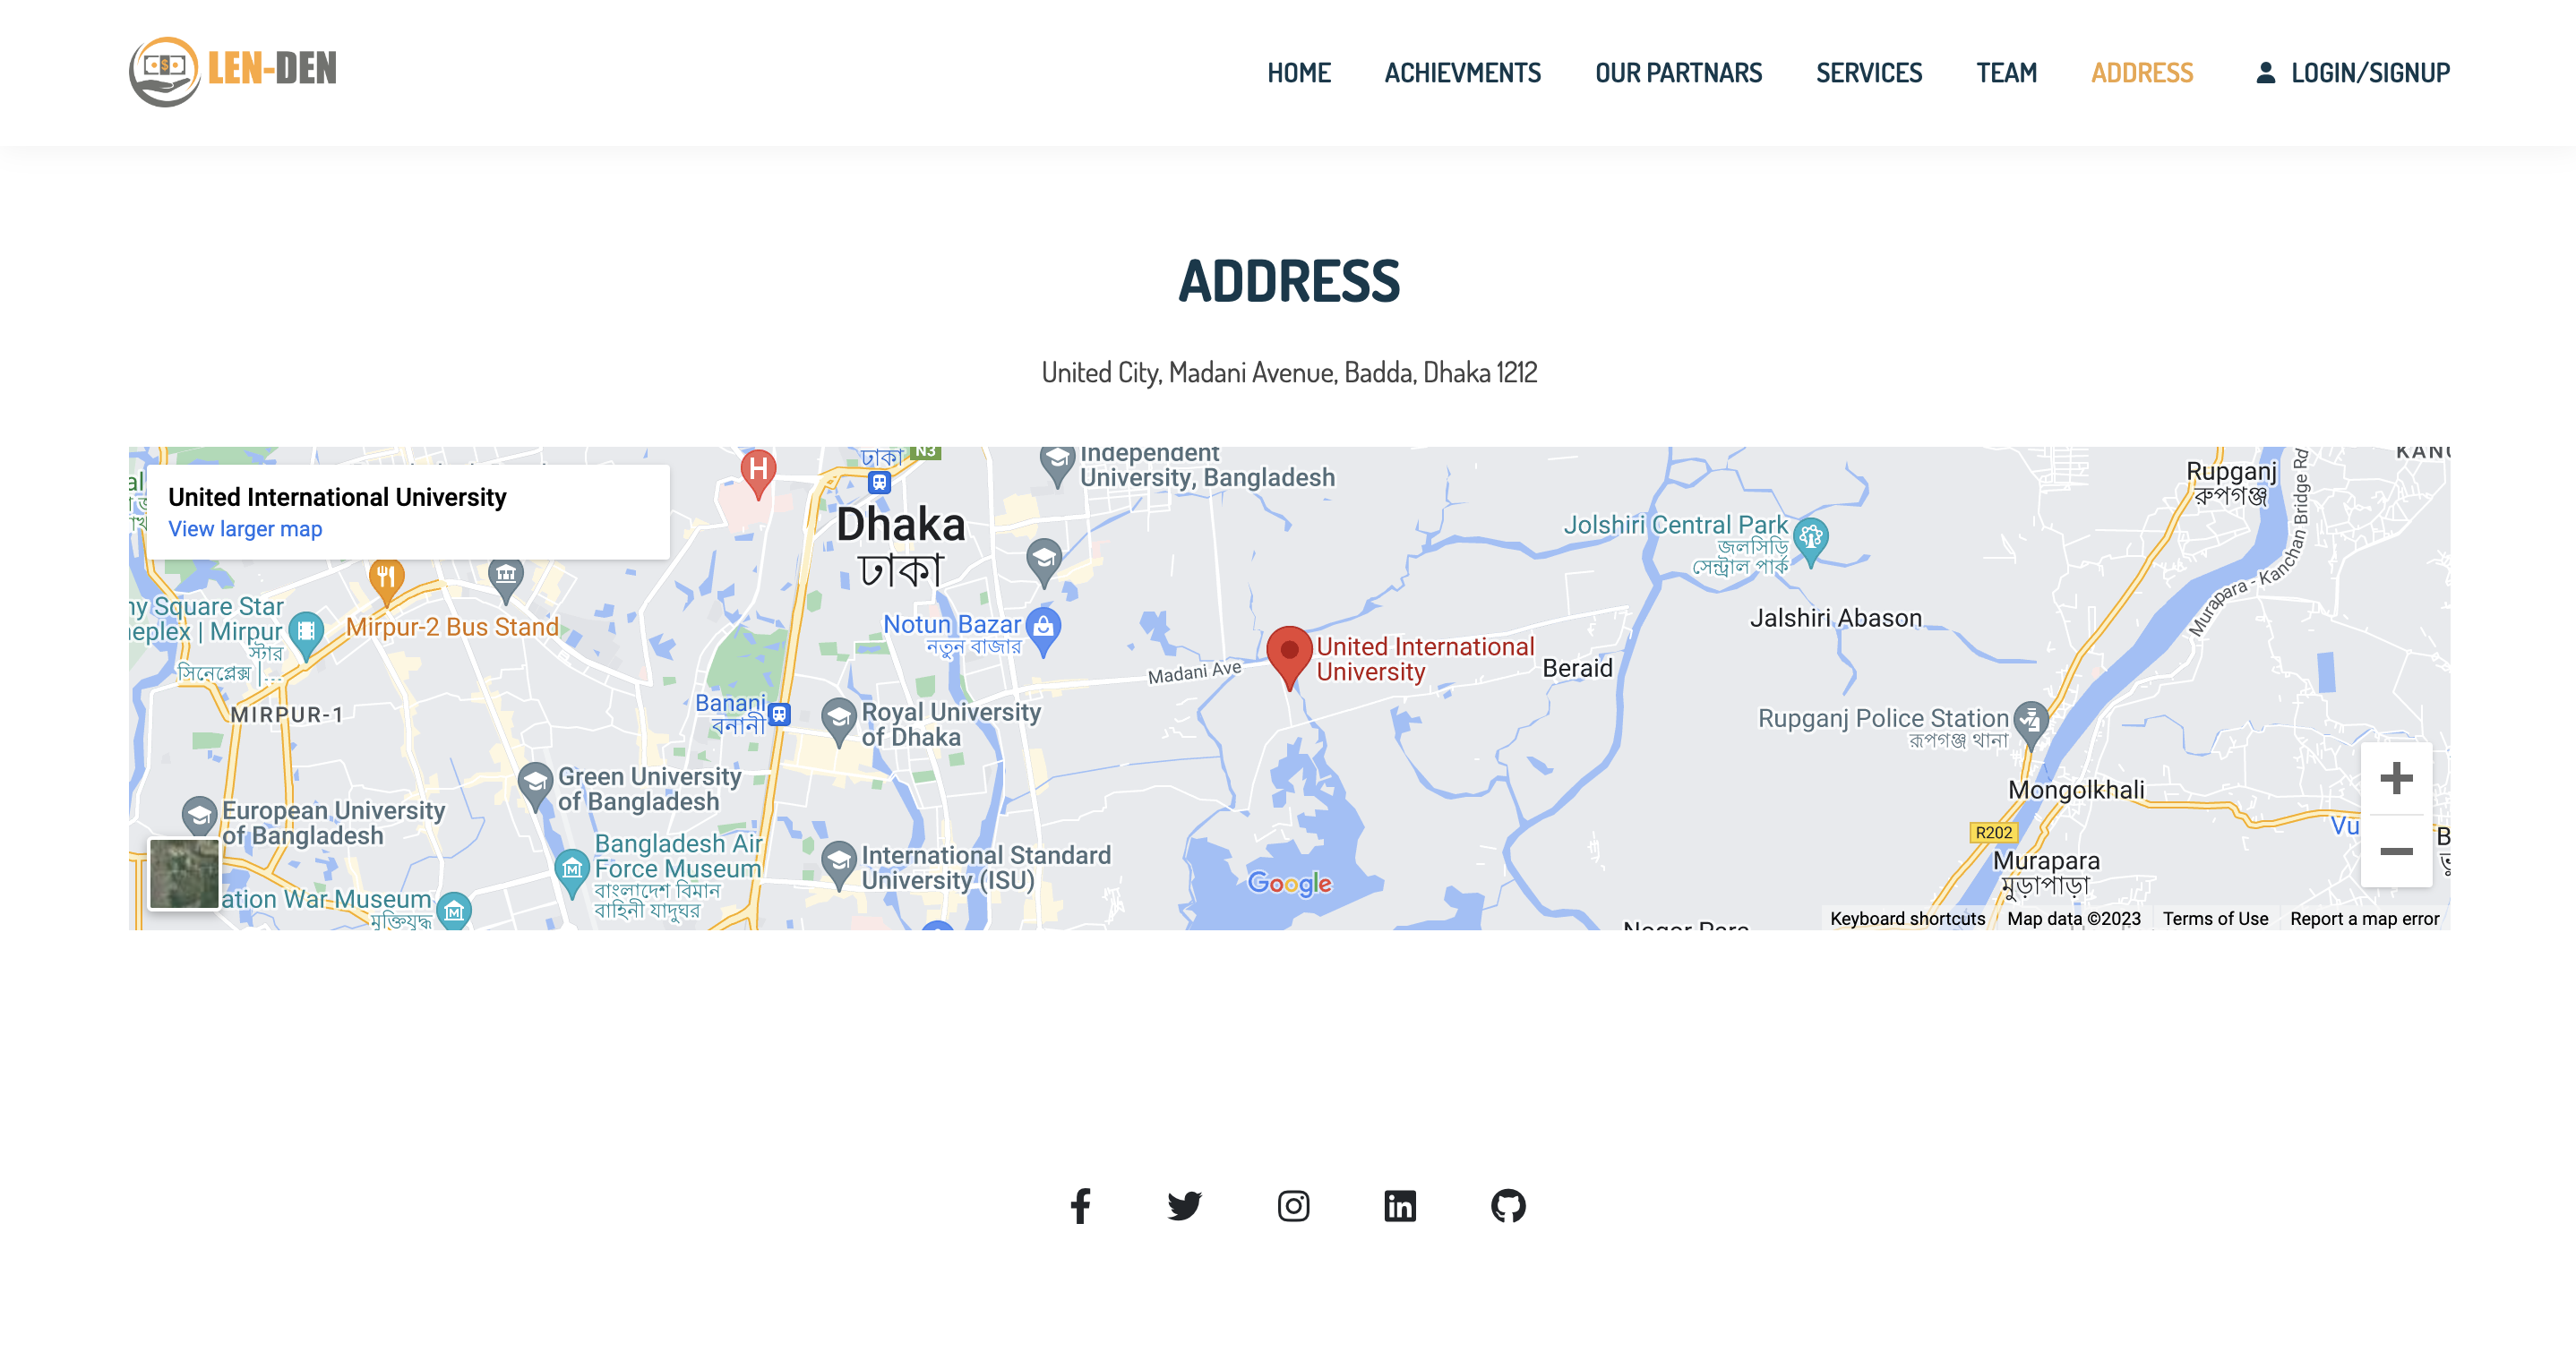 LEN-DEN
HOME ACHIEVMENTS OUR PARTNARS SERVICES TEAM ADDRESS LOGIN/SIGNUP
ADDRESS
United City, Madani Avenue, Badda, Dhaka 1212
United International University
View larger map
H
ঢাকা
N3
Independent
University, Bangladesh
Dhaka
ঢাকা
Rupganj
রুপগঞ্জ
Murapara - Kanchan Bridge Rd
Jolshiri Central Park
জলসিড়ি
সেন্ট্রাল পার্ক
Square Star
Mirpur
স্টার
সিনেপ্লেক্স |...
Mirpur-2 Bus Stand
Notun Bazar
নতুন বাজার
Jalshiri Abason
Madani Ave
United International
University
Beraid
MIRPUR-1
Banani
বনানী
Royal University
of Dhaka
Rupganj Police Station
রূপগঞ্জ থানা
Green University
of Bangladesh
Mongolkhali
European University
of Bangladesh
R202
Bangladesh Air
Force Museum
বাংলাদেশ বিমান
বাহিনী যাদুঘর
International Standard
University (ISU)
Murapara
মুড়াপাড়া
War Museum
মুক্তিযুদ্ধ
Google
Keyboard shortcuts Map data ©2023 Terms of Use Report a map error